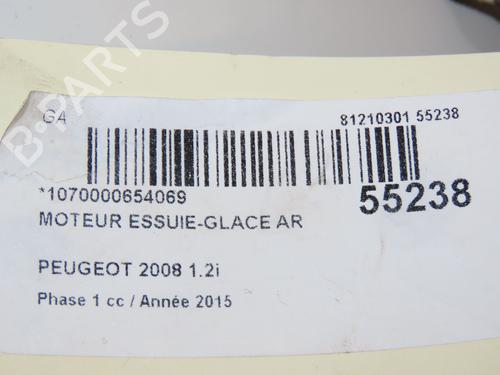 GA
81210301 55238
*1070000654069
55238
MOTEUR ESSUIE-GLACE AR
PEUGEOT 2008 1.2i
Phase 1 cc / Année 2015
B-PARTS